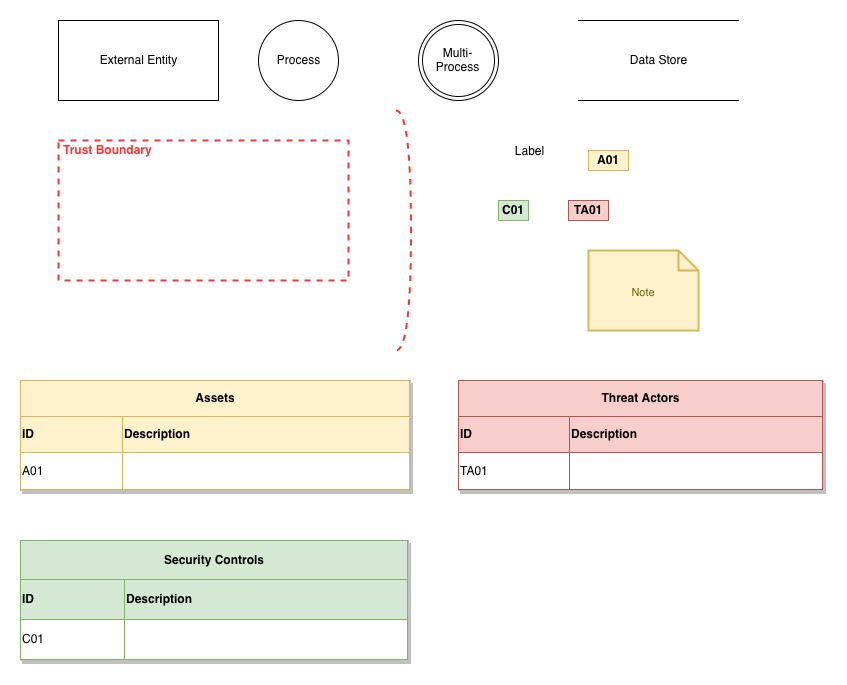 External Entity
Process
Multi-
Process
Data Store
Trust Boundary
Label
A01
C01
TA01
Note
Assets
ID Description
A01
Threat Actors
ID Description
TA01
Security Controls
ID Description
C01